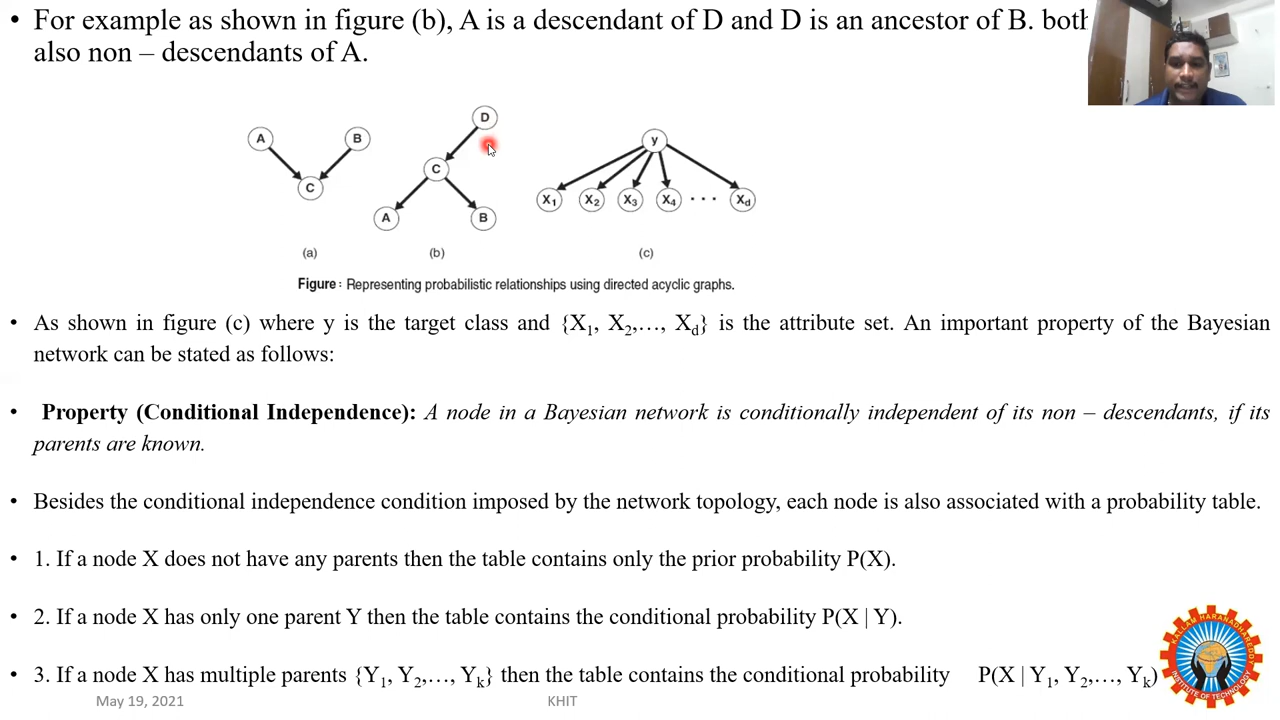 • For example as shown in figure (b), A is a descendant of D and D is an ancestor of B. both
also non – descendants of A.
A B C
D C A B
y X1 X2 X3 X4 · · · Xd
(a) (b) (c)
Figure : Representing probabilistic relationships using directed acyclic graphs.
• As shown in figure (c) where y is the target class and {X1, X2,…, Xd} is the attribute set. An important property of the Bayesian
network can be stated as follows:
• Property (Conditional Independence): A node in a Bayesian network is conditionally independent of its non – descendants, if its
parents are known.
• Besides the conditional independence condition imposed by the network topology, each node is also associated with a probability table.
• 1. If a node X does not have any parents then the table contains only the prior probability P(X).
• 2. If a node X has only one parent Y then the table contains the conditional probability P(X | Y).
• 3. If a node X has multiple parents {Y1, Y2,…, Yk} then the table contains the conditional probability P(X | Y1, Y2,…, Yk)
May 19, 2021 KHIT
INSTITUTE OF TECHNOLOGY